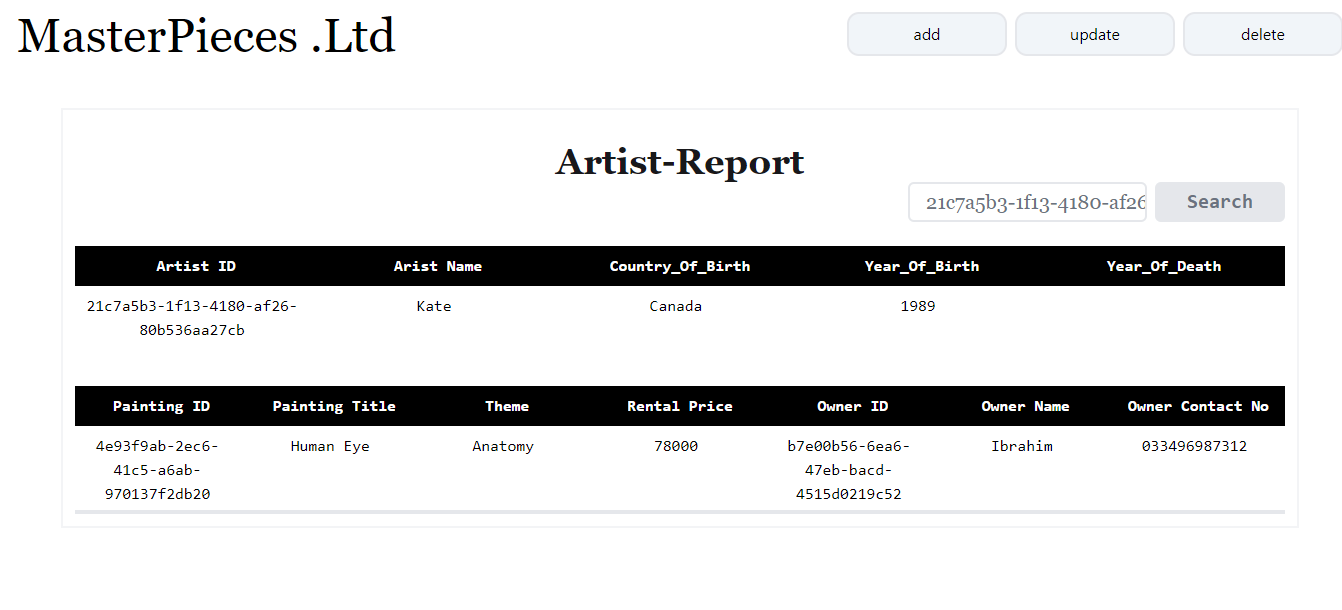 MasterPieces .Ltd
add update delete
Artist-Report
21c7a5b3-1f13-4180-af26 Search
Artist ID Arist Name Country_Of_Birth Year_Of_Birth Year_Of_Death
21c7a5b3-1f13-4180-af26- Kate Canada 1989
80b536aa27cb
Painting ID Painting Title Theme Rental Price Owner ID Owner Name Owner Contact No
4e93f9ab-2ec6- Human Eye Anatomy 78000 b7e00b56-6ea6- Ibrahim 033496987312
41c5-a6ab- 47eb-bacd-
970137f2db20 4515d0219c52